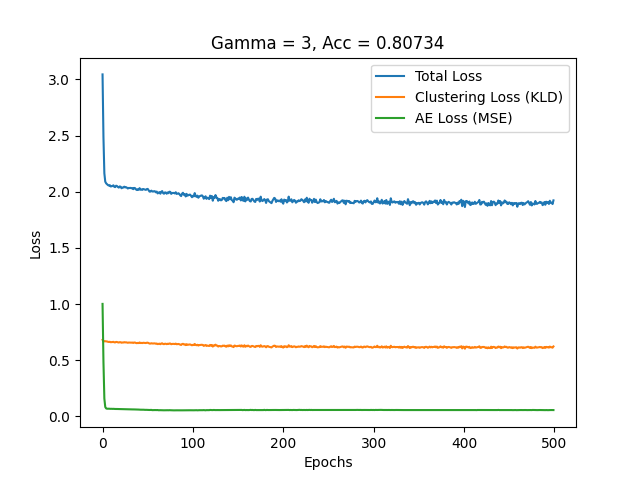 Gamma = 3, Acc = 0.80734
Total Loss
Clustering Loss (KLD)
AE Loss (MSE)
3.0
2.5
2.0
1.5
1.0
0.5
0.0
Loss
0 100 200 300 400 500
Epochs